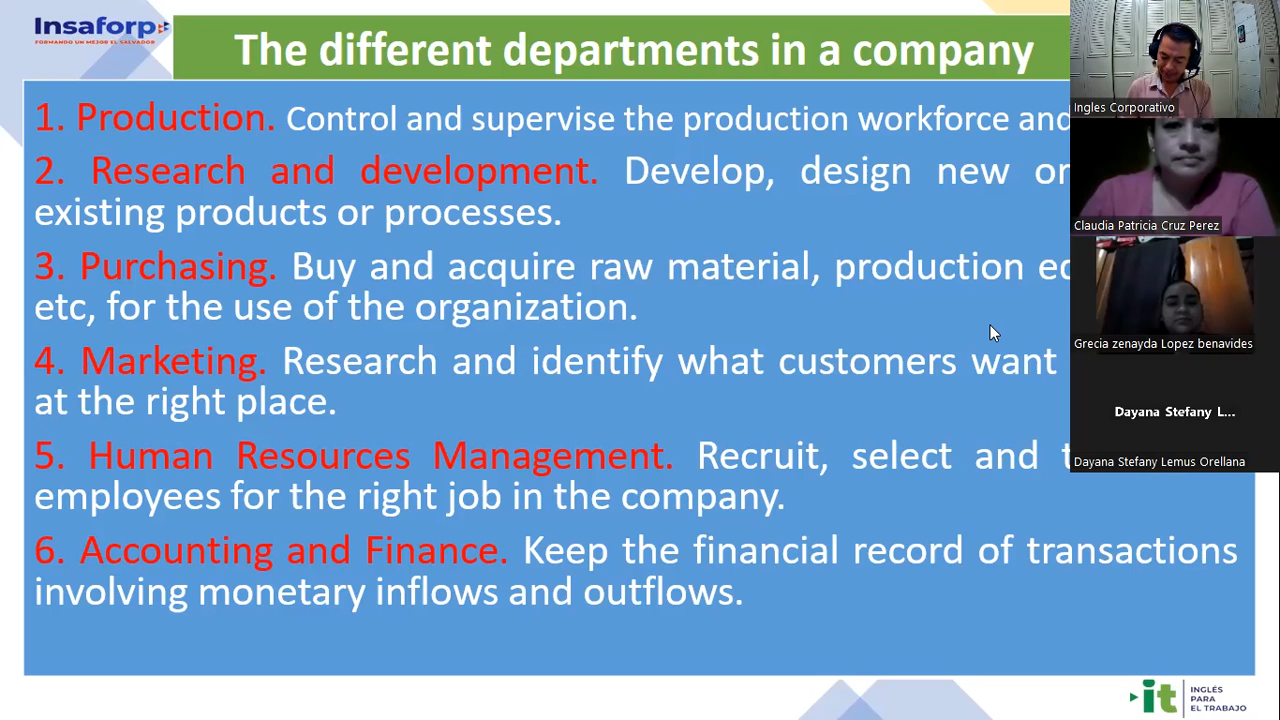 Insaforp
FORMANDO UN MEJOR EL SALVADOR
The different departments in a company
1. Production. Control and supervise the production workforce and
2. Research and development. Develop, design new or
existing products or processes.
3. Purchasing. Buy and acquire raw material, production
etc, for the use of the organization.
4. Marketing. Research and identify what customers want
at the right place.
5. Human Resources Management. Recruit, select and
employees for the right job in the company.
6. Accounting and Finance. Keep the financial record of transactions
involving monetary inflows and outflows.
Ingles Corporativo
Claudia Patricia Cruz Perez
Grecia zenayda Lopez benavides
Dayana Stefany L...
Dayana Stefany Lemus Orellana
it
INGLÉS
PARA
EL TRABAJO